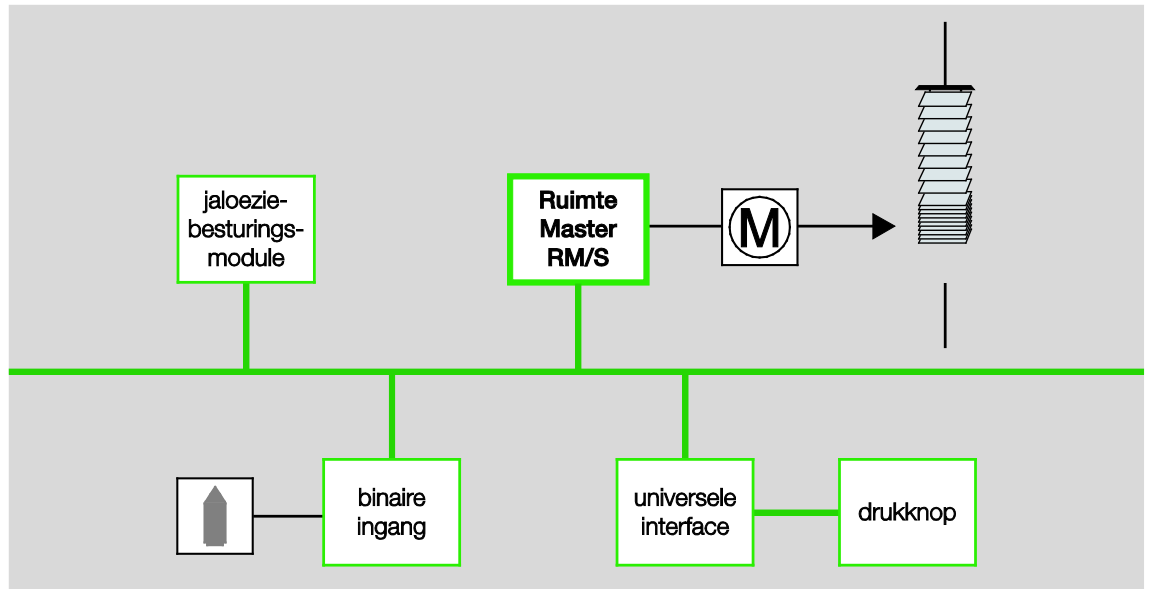 jaloezie-
besturings-
module
Ruimte
Master
RM/S
M
binaire
ingang
universele
interface
drukknop